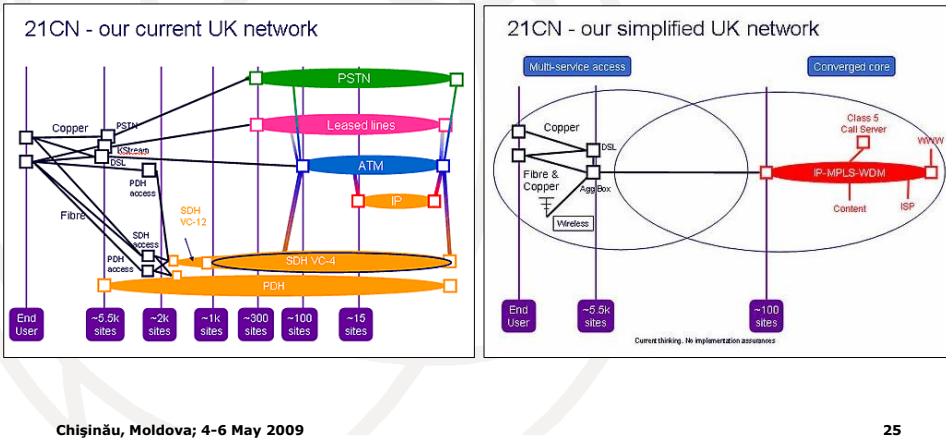 21CN - our current UK network
PSTN
Copper
PSTN
KStream
DSL
Leased lines
ATM
PDH
access
IP
Fibre
SDH
VC-12
SDH
access
PDH
access
SDH VC-4
PDH
End
User
~5.5k
sites
~2k
sites
~1k
sites
~300
sites
~100
sites
~15
sites
21CN - our simplified UK network
Multi-service access
Converged core
Copper
DSL
Class 5
Call Server
WWW
Fibre &
Copper
Agg Box
IP-MPLS-WDM
Wireless
Content
ISP
End
User
~5.5k
sites
~100
sites
Current thinking. No implementation assurances
Chişinău, Moldova; 4-6 May 2009
25